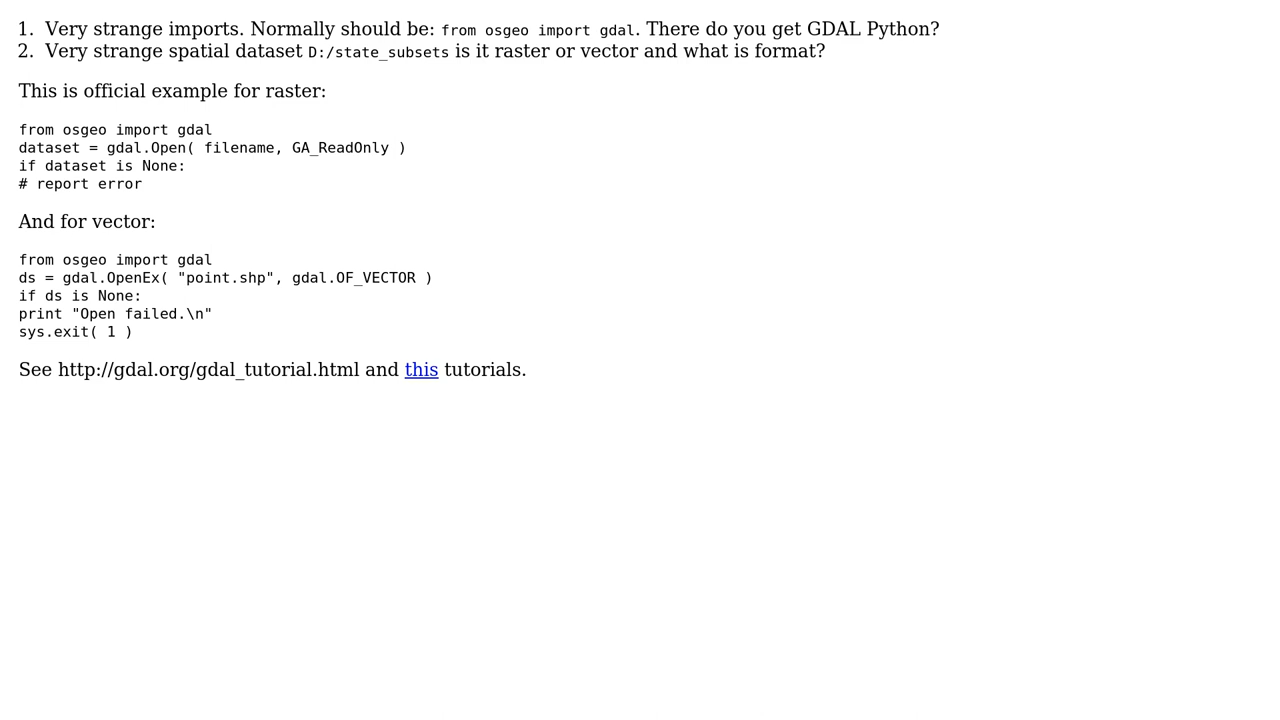 1. Very strange imports. Normally should be: from osgeo import gdal. There do you get GDAL Python?
2. Very strange spatial dataset D:/state_subsets is it raster or vector and what is format?
This is official example for raster:
from osgeo import gdal
dataset = gdal.Open( filename, GA_ReadOnly )
if dataset is None:
# report error
And for vector:
from osgeo import gdal
ds = gdal.OpenEx( "point.shp", gdal.OF_VECTOR )
if ds is None:
print "Open failed.\n"
sys.exit( 1 )
See http://gdal.org/gdal_tutorial.html and this tutorials.